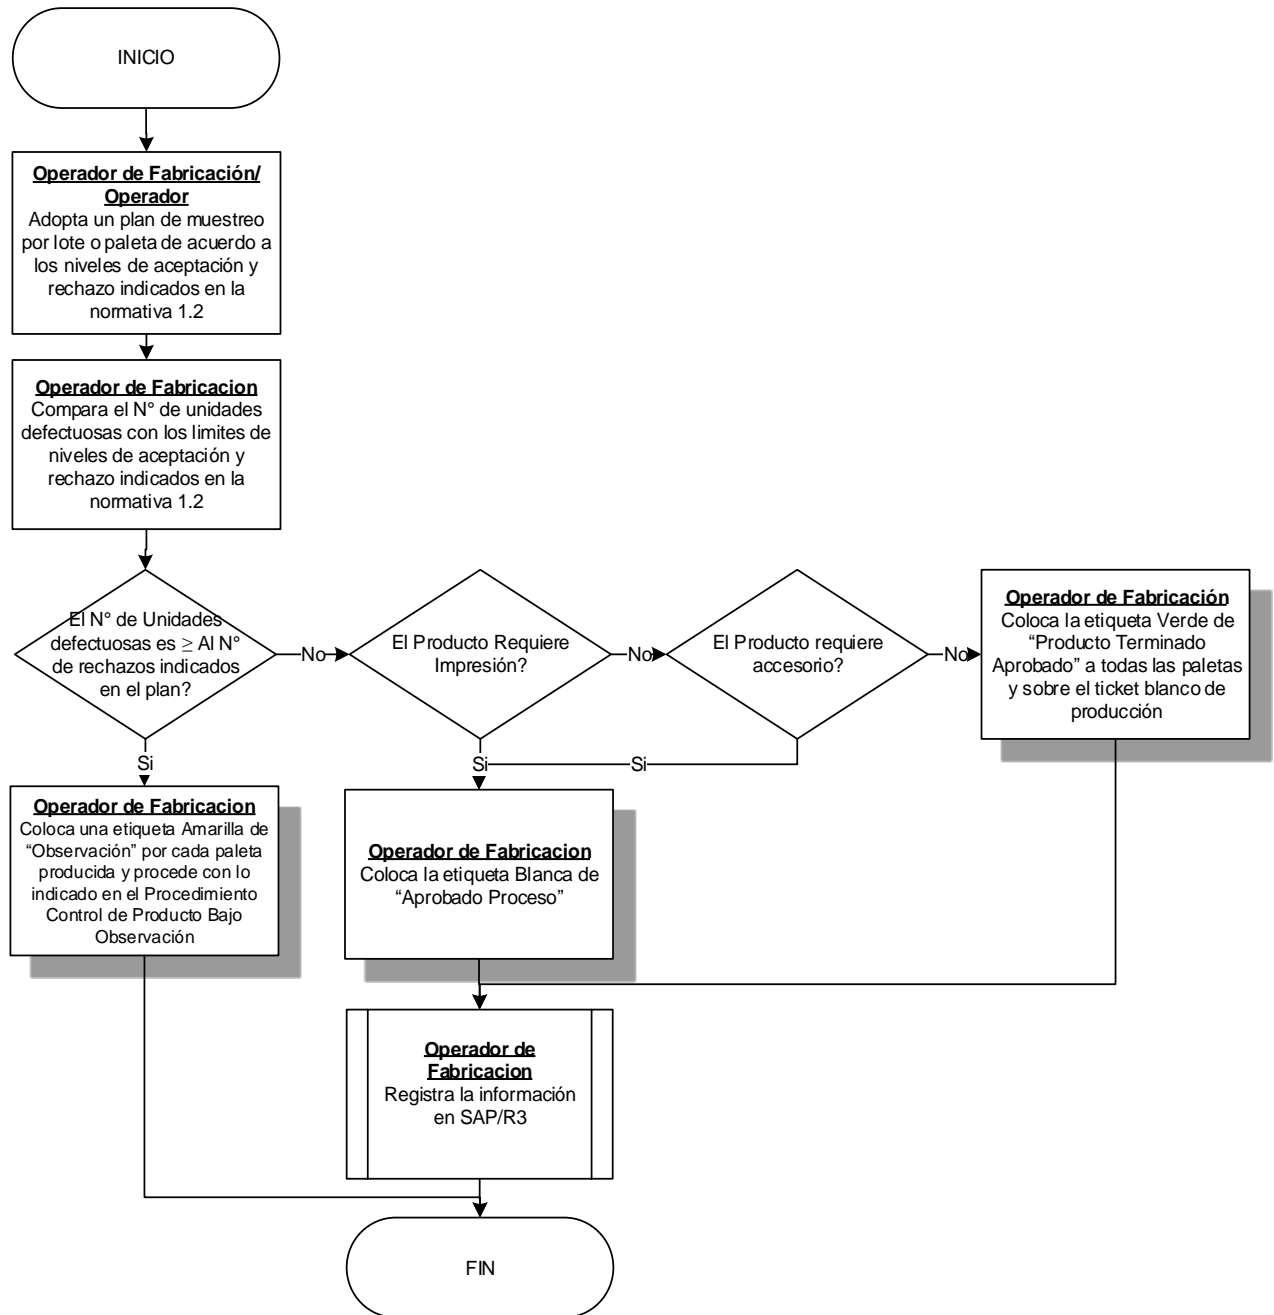 INICIO
Operador de Fabricación/
Operador
Adopta un plan de muestreo
por lote o paleta de acuerdo a
los niveles de aceptación y
rechazo indicados en la
normativa 1.2
Operador de Fabricacion
Compara el N° de unidades
defectuosas con los limites de
niveles de aceptación y
rechazo indicados en la
normativa 1.2
El N° de Unidades
defectuosas es ≥ Al N°
de rechazos indicados
en el plan?
No
El Producto Requiere
Impresión?
No
El Producto requiere
accesorio?
No
Operador de Fabricación
Coloca la etiqueta Verde de
“Producto Terminado
Aprobado” a todas las paletas
y sobre el ticket blanco de
producción
Si
Si
Si
Operador de Fabricacion
Coloca una etiqueta Amarilla de
“Observación” por cada paleta
producida y procede con lo
indicado en el Procedimiento
Control de Producto Bajo
Observación
Operador de Fabricacion
Coloca la etiqueta Blanca de
“Aprobado Proceso”
Operador de
Fabricacion
Registra la información
en SAP/R3
FIN